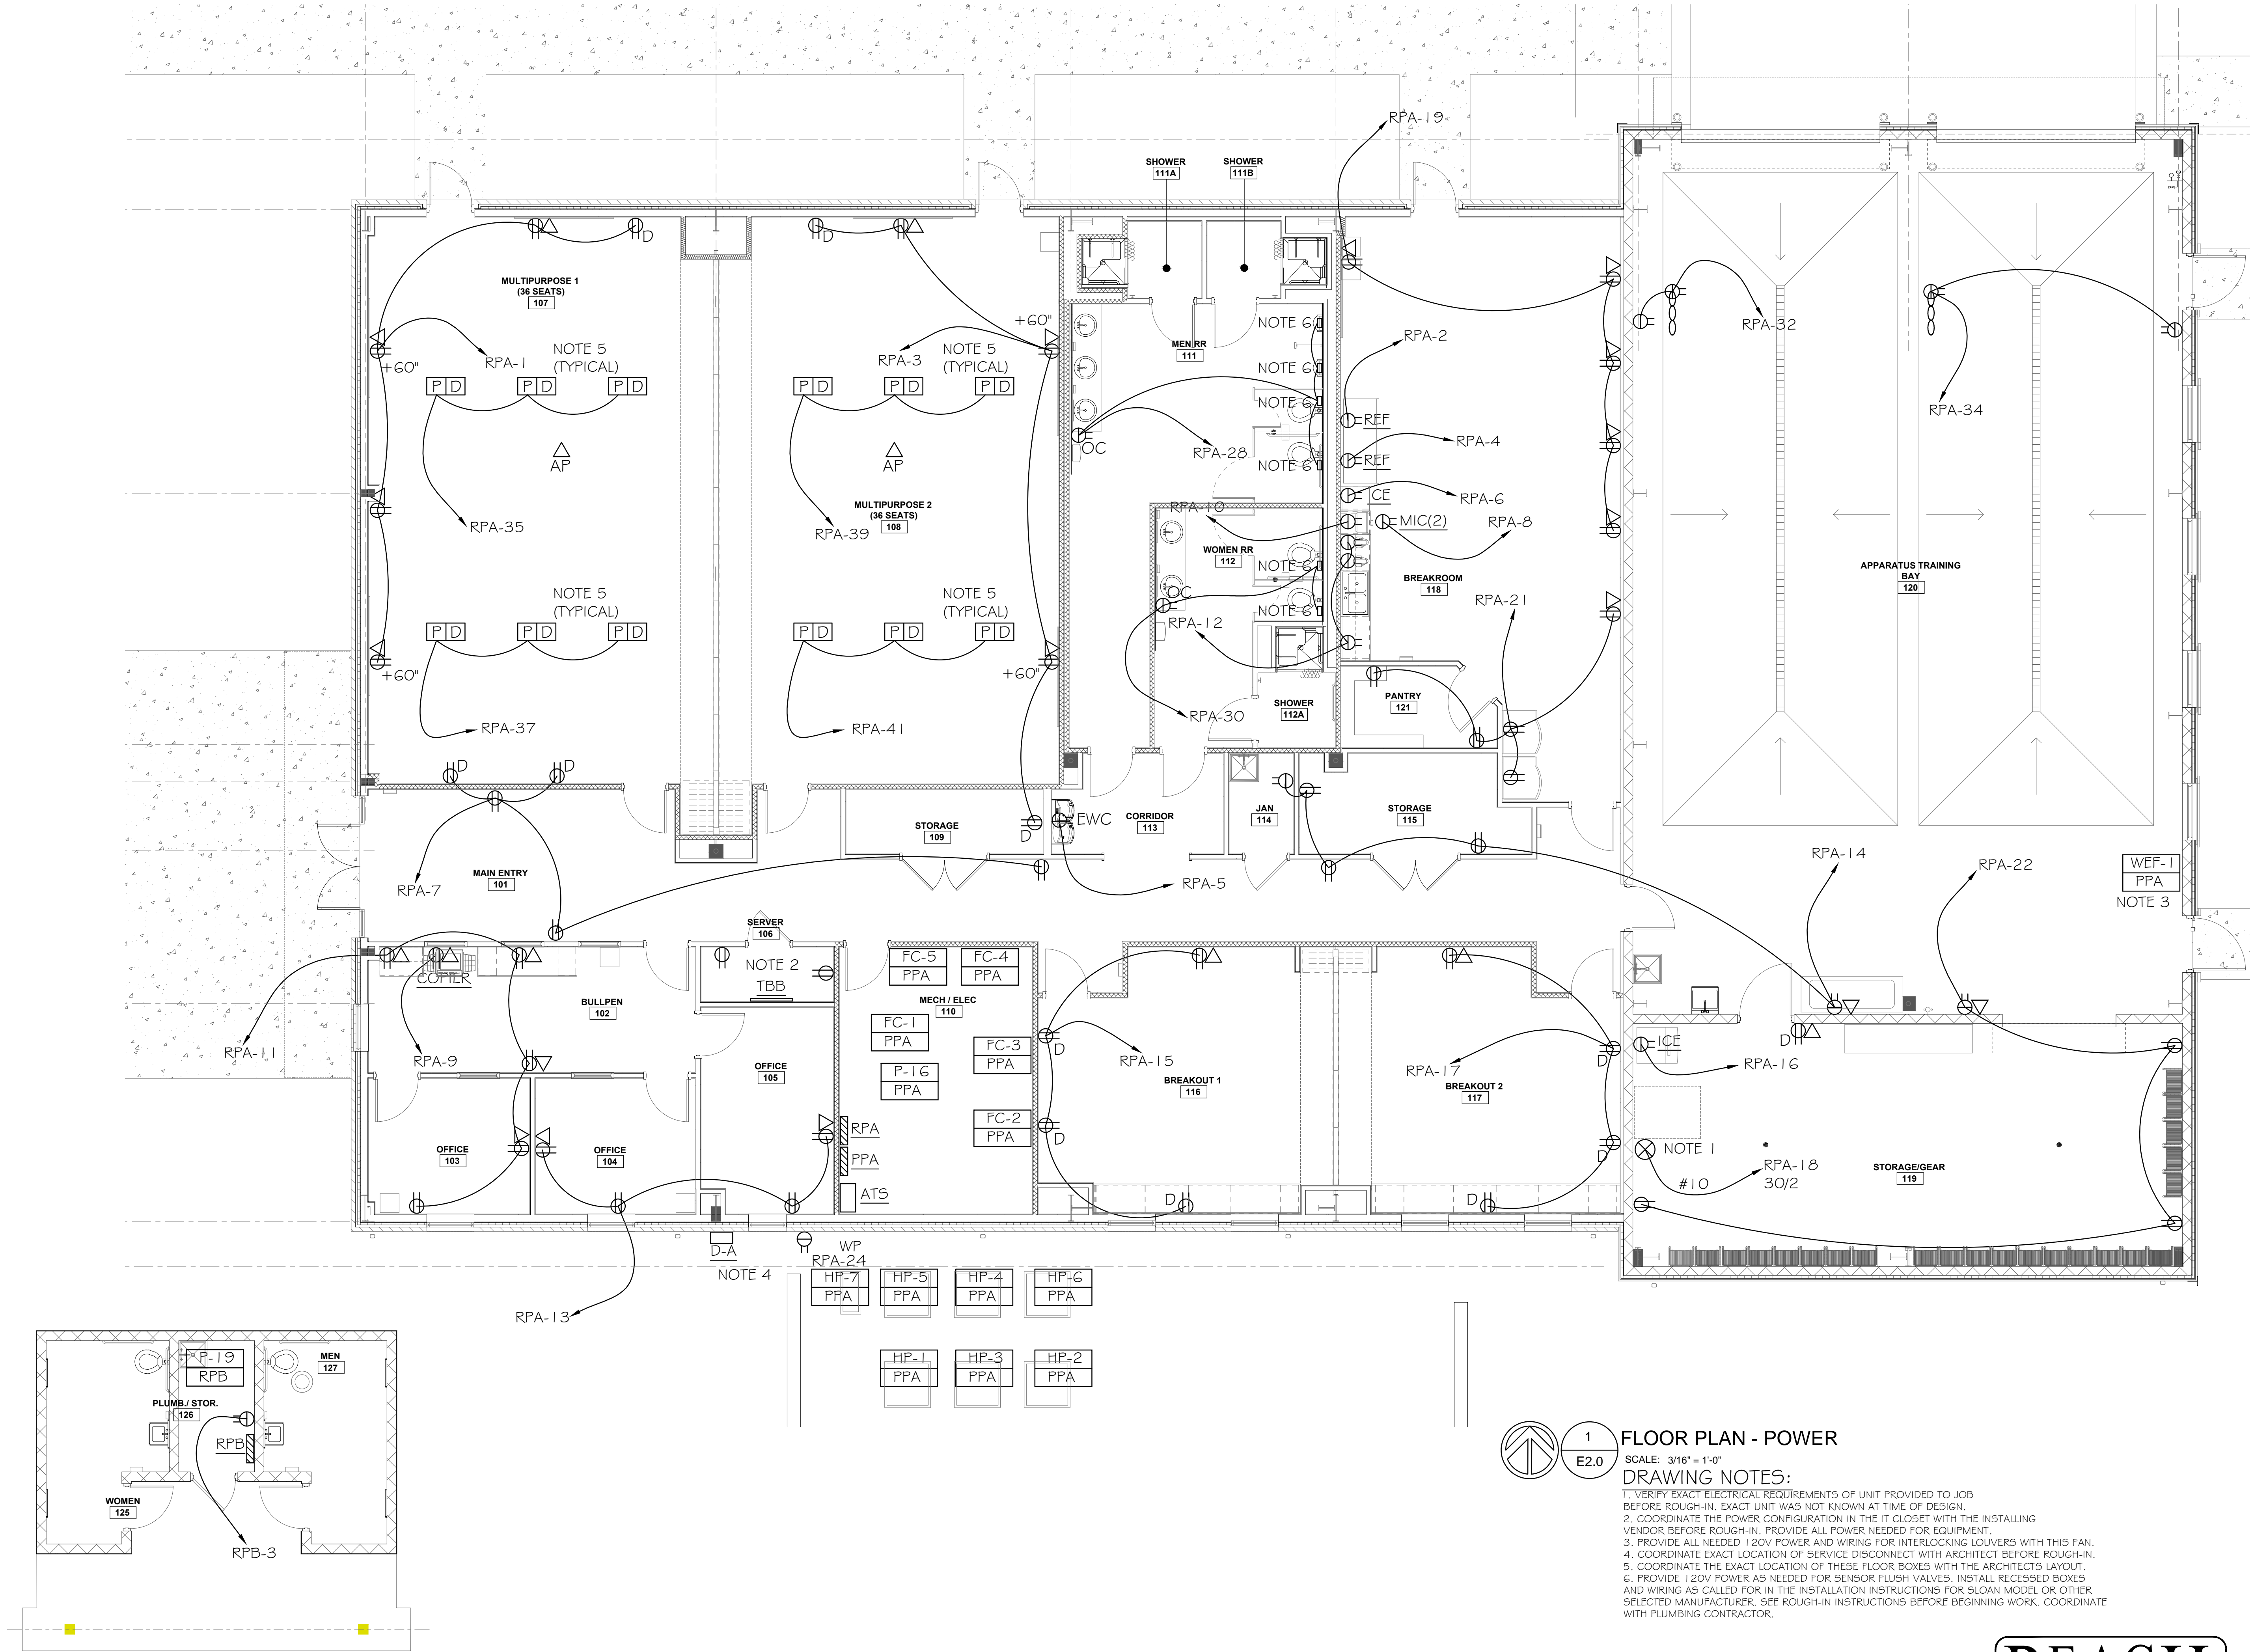 RPA-19
SHOWER
111A
SHOWER
111B
D
D
MULTIPURPOSE 1
(36 SEATS)
107
+60"
RPA-1
NOTE 5
(TYPICAL)
P D
P D
P D
RPA-3
NOTE 5
(TYPICAL)
+60"
P D
P D
P D
AP
AP
RPA-35
RPA-39
MULTIPURPOSE 2
(36 SEATS)
108
NOTE 5
(TYPICAL)
NOTE 5
(TYPICAL)
P D
P D
P D
P D
P D
P D
+60"
+60"
RPA-37
RPA-41
NOTE 6
MEN RR
111
NOTE 6
NOTE 6
OC
RPA-28
NOTE 6
RPA-2
REF
RPA-4
REF
ICE
RPA-6
RPA-10
MIC(2)
RPA-8
WOMEN RR
112
NOTE 6
OC
NOTE 6
RPA-12
BREAKROOM
118
RPA-21
RPA-30
SHOWER
112A
PANTRY
121
RPA-32
RPA-34
APPARATUS TRAINING
BAY
120
D
D
STORAGE
109
D
EWC
CORRIDOR
113
JAN
114
STORAGE
115
RPA-7
MAIN ENTRY
101
RPA-5
RPA-14
RPA-22
WEF-1
PPA
NOTE 3
SERVER
106
NOTE 2
TBB
COPIER
BULLPEN
102
RPA-11
RPA-9
FC-5
PPA
FC-4
PPA
MECH / ELEC
110
FC-1
PPA
FC-3
PPA
P-16
PPA
FC-2
PPA
OFFICE
105
RPA
PPA
ATS
OFFICE
103
OFFICE
104
D
RPA-15
BREAKOUT 1
116
D
D
RPA-17
D
BREAKOUT 2
117
D
D
D
ICE
RPA-16
NOTE 1
#10
RPA-18
30/2
STORAGE/GEAR
119
D-A
NOTE 4
WP
RPA-24
HP-7
PPA
HP-5
PPA
HP-4
PPA
HP-6
PPA
RPA-13
HP-1
PPA
HP-3
PPA
HP-2
PPA
P-19
RPB
MEN
127
PLUMB./ STOR.
126
RPB
WOMEN
125
RPB-3
1
E2.0
FLOOR PLAN - POWER
SCALE: 3/16" = 1'-0"
DRAWING NOTES:
1. VERIFY EXACT ELECTRICAL REQUIREMENTS OF UNIT PROVIDED TO JOB
BEFORE ROUGH-IN. EXACT UNIT WAS NOT KNOWN AT TIME OF DESIGN.
2. COORDINATE THE POWER CONFIGURATION IN THE IT CLOSET WITH THE INSTALLING
VENDOR BEFORE ROUGH-IN. PROVIDE ALL POWER NEEDED FOR EQUIPMENT.
3. PROVIDE ALL NEEDED 120V POWER AND WIRING FOR INTERLOCKING LOUVERS WITH THIS FAN.
4. COORDINATE EXACT LOCATION OF SERVICE DISCONNECT WITH ARCHITECT BEFORE ROUGH-IN.
5. COORDINATE THE EXACT LOCATION OF THESE FLOOR BOXES WITH THE ARCHITECTS LAYOUT.
6. PROVIDE 120V POWER AS NEEDED FOR SENSOR FLUSH VALVES. INSTALL RECESSED BOXES
AND WIRING AS CALLED FOR IN THE INSTALLATION INSTRUCTIONS FOR SLOAN MODEL OR OTHER
SELECTED MANUFACTURER. SEE ROUGH-IN INSTRUCTIONS BEFORE BEGINNING WORK. COORDINATE
WITH PLUMBING CONTRACTOR.